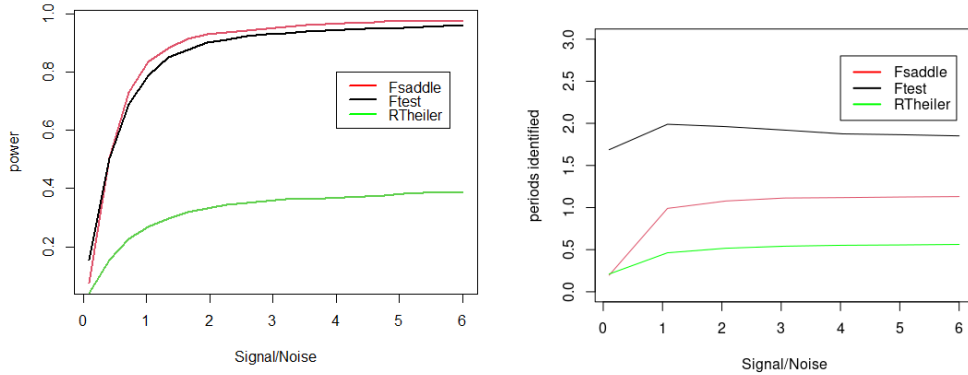 power
1.0
0.8
0.6
0.4
0.2
Fsaddle
Ftest
RTheiler
0 1 2 3 4 5 6
Signal/Noise
periods identified
3.0
2.5
2.0
1.5
1.0
0.5
0.0
Fsaddle
Ftest
RTheiler
0 1 2 3 4 5 6
Signal/Noise